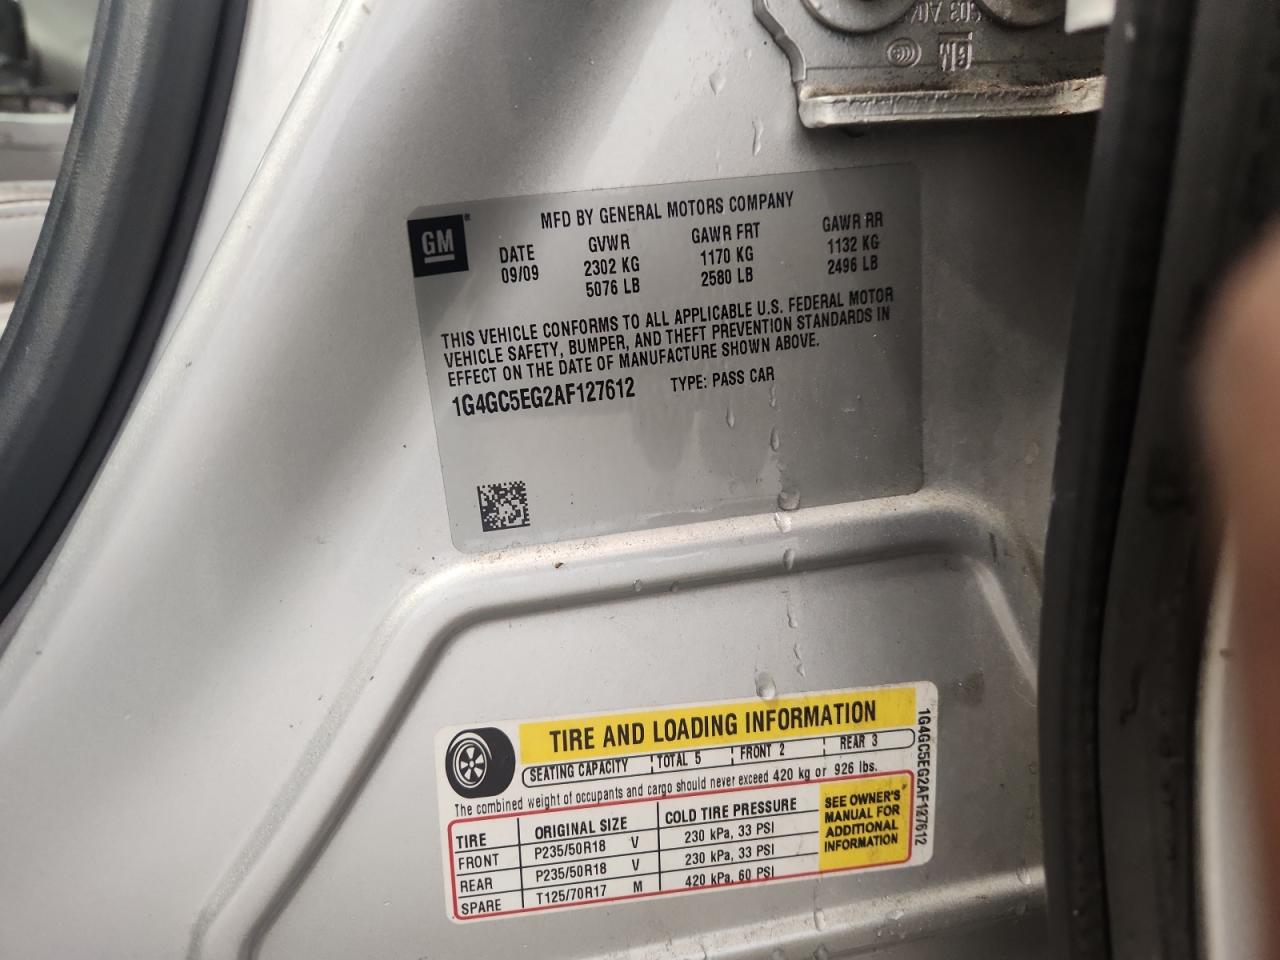 GM
MFD BY GENERAL MOTORS COMPANY
DATE GVWR GAWR FRT GAWR RR
09/09 2302 KG 1170 KG 1132 KG
5076 LB 2580 LB 2496 LB
THIS VEHICLE CONFORMS TO ALL APPLICABLE U.S. FEDERAL MOTOR
VEHICLE SAFETY, BUMPER, AND THEFT PREVENTION STANDARDS IN
EFFECT ON THE DATE OF MANUFACTURE SHOWN ABOVE.
1G4GC5EG2AF127612 TYPE: PASS CAR
TIRE AND LOADING INFORMATION
SEATING CAPACITY TOTAL 5 FRONT 2 REAR 3
The combined weight of occupants and cargo should never exceed 420 kg or 926 lbs.
TIRE ORIGINAL SIZE COLD TIRE PRESSURE
FRONT P235/50R18 V 230 kPa, 33 PSI
REAR P235/50R18 V 230 kPa, 33 PSI
SPARE T125/70R17 M 420 kPa, 60 PSI
SEE OWNER'S
MANUAL FOR
ADDITIONAL
INFORMATION
1G4GC5EG2AF127612
GM